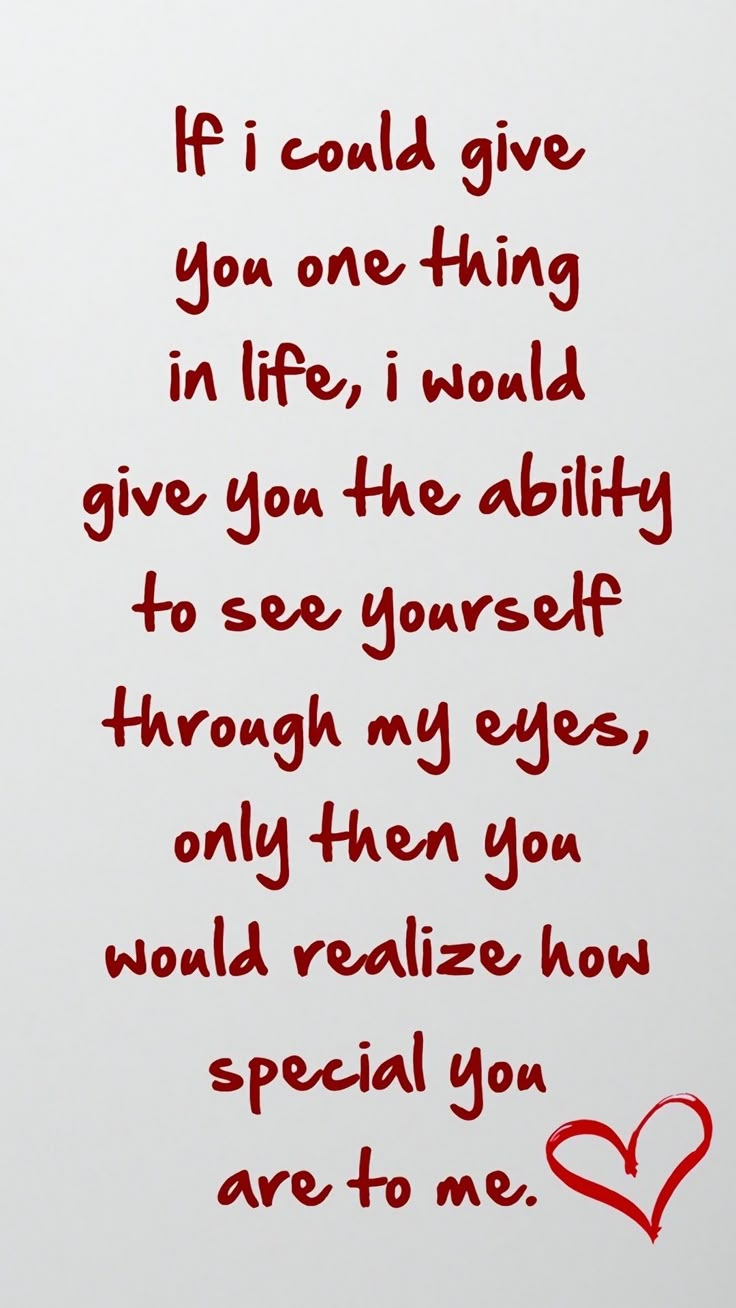 If i could give
you one thing
in life, i would
give you the ability
to see yourself
through my eyes,
only then you
would realize how
special you
are to me.